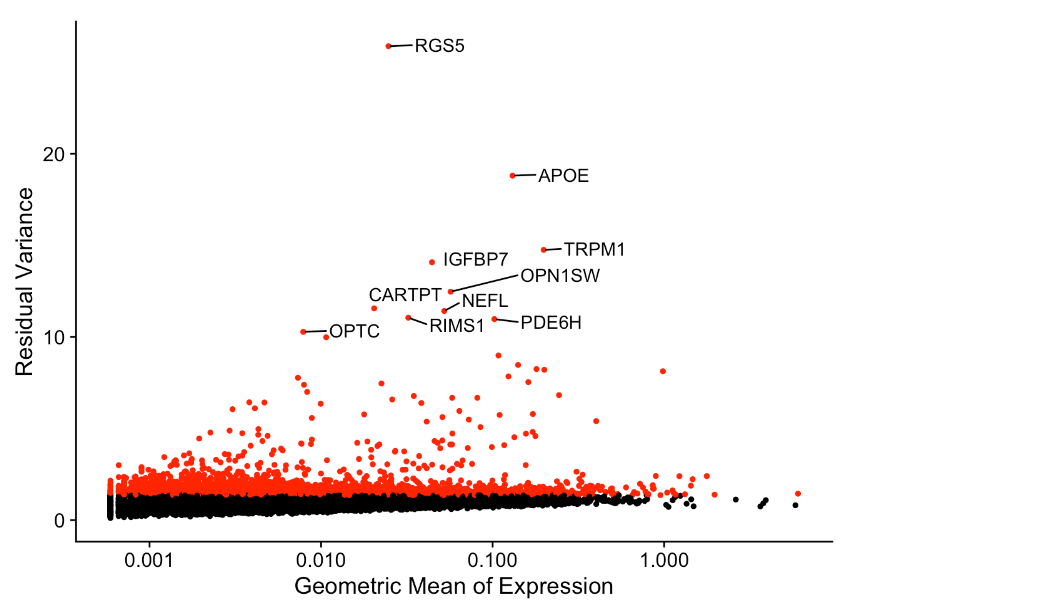 RGS5
20
APOE
TRPM1
IGFBP7
OPN1SW
CARTPT
NEFL
RIMS1
PDE6H
OPTC
10
0
Residual Variance
0.001
0.010
0.100
1.000
Geometric Mean of Expression